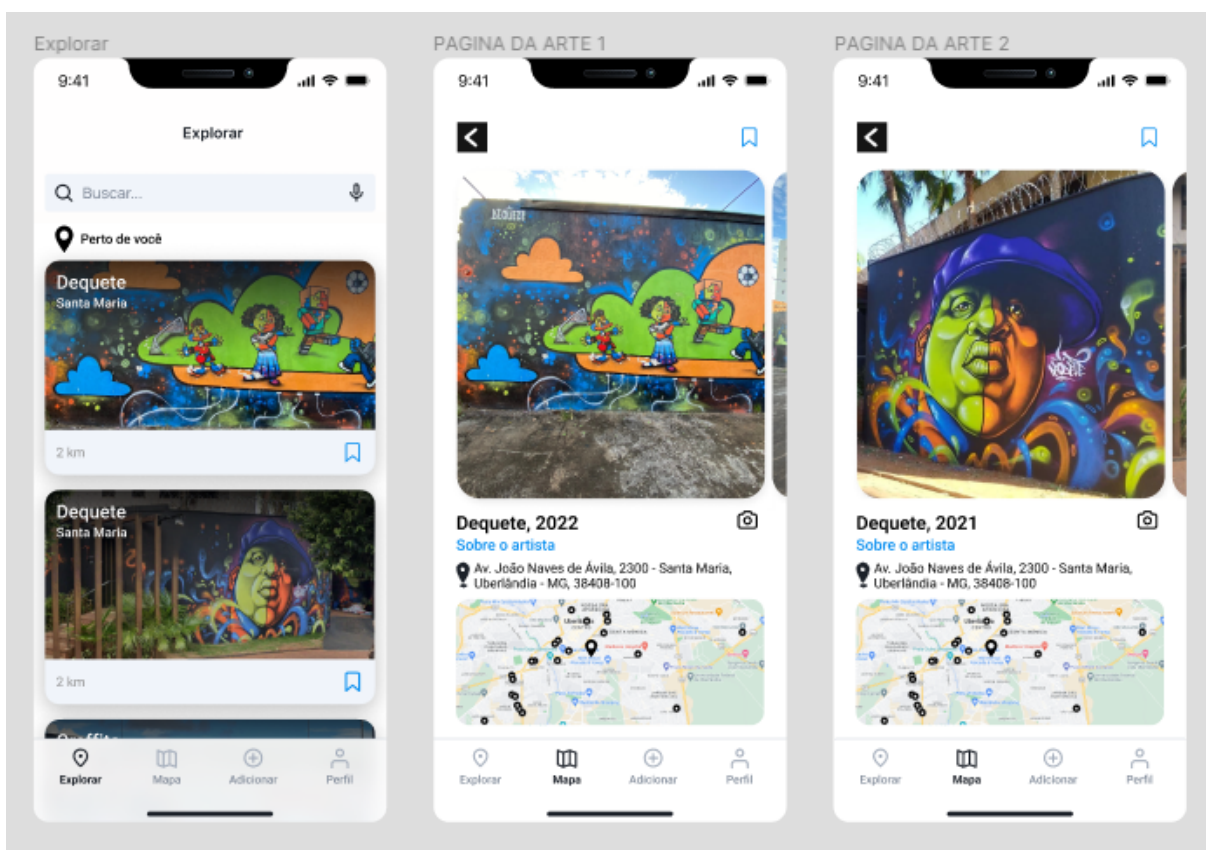 Explorar
9:41
Explorar
Buscar...
Perto de você
Dequete
Santa Maria
2 km
Dequete
Santa Maria
2 km
Graffite
Explorar
Mapa
Adicionar
Perfil
PAGINA DA ARTE 1
9:41
DEQUETE
Dequete, 2022
Sobre o artista
Av. João Naves de Ávila, 2300 - Santa Maria,
Uberlândia - MG, 38408-100
Explorar
Mapa
Adicionar
Perfil
PAGINA DA ARTE 2
9:41
Dequete, 2021
Sobre o artista
Av. João Naves de Ávila, 2300 - Santa Maria,
Uberlândia - MG, 38408-100
Explorar
Mapa
Adicionar
Perfil